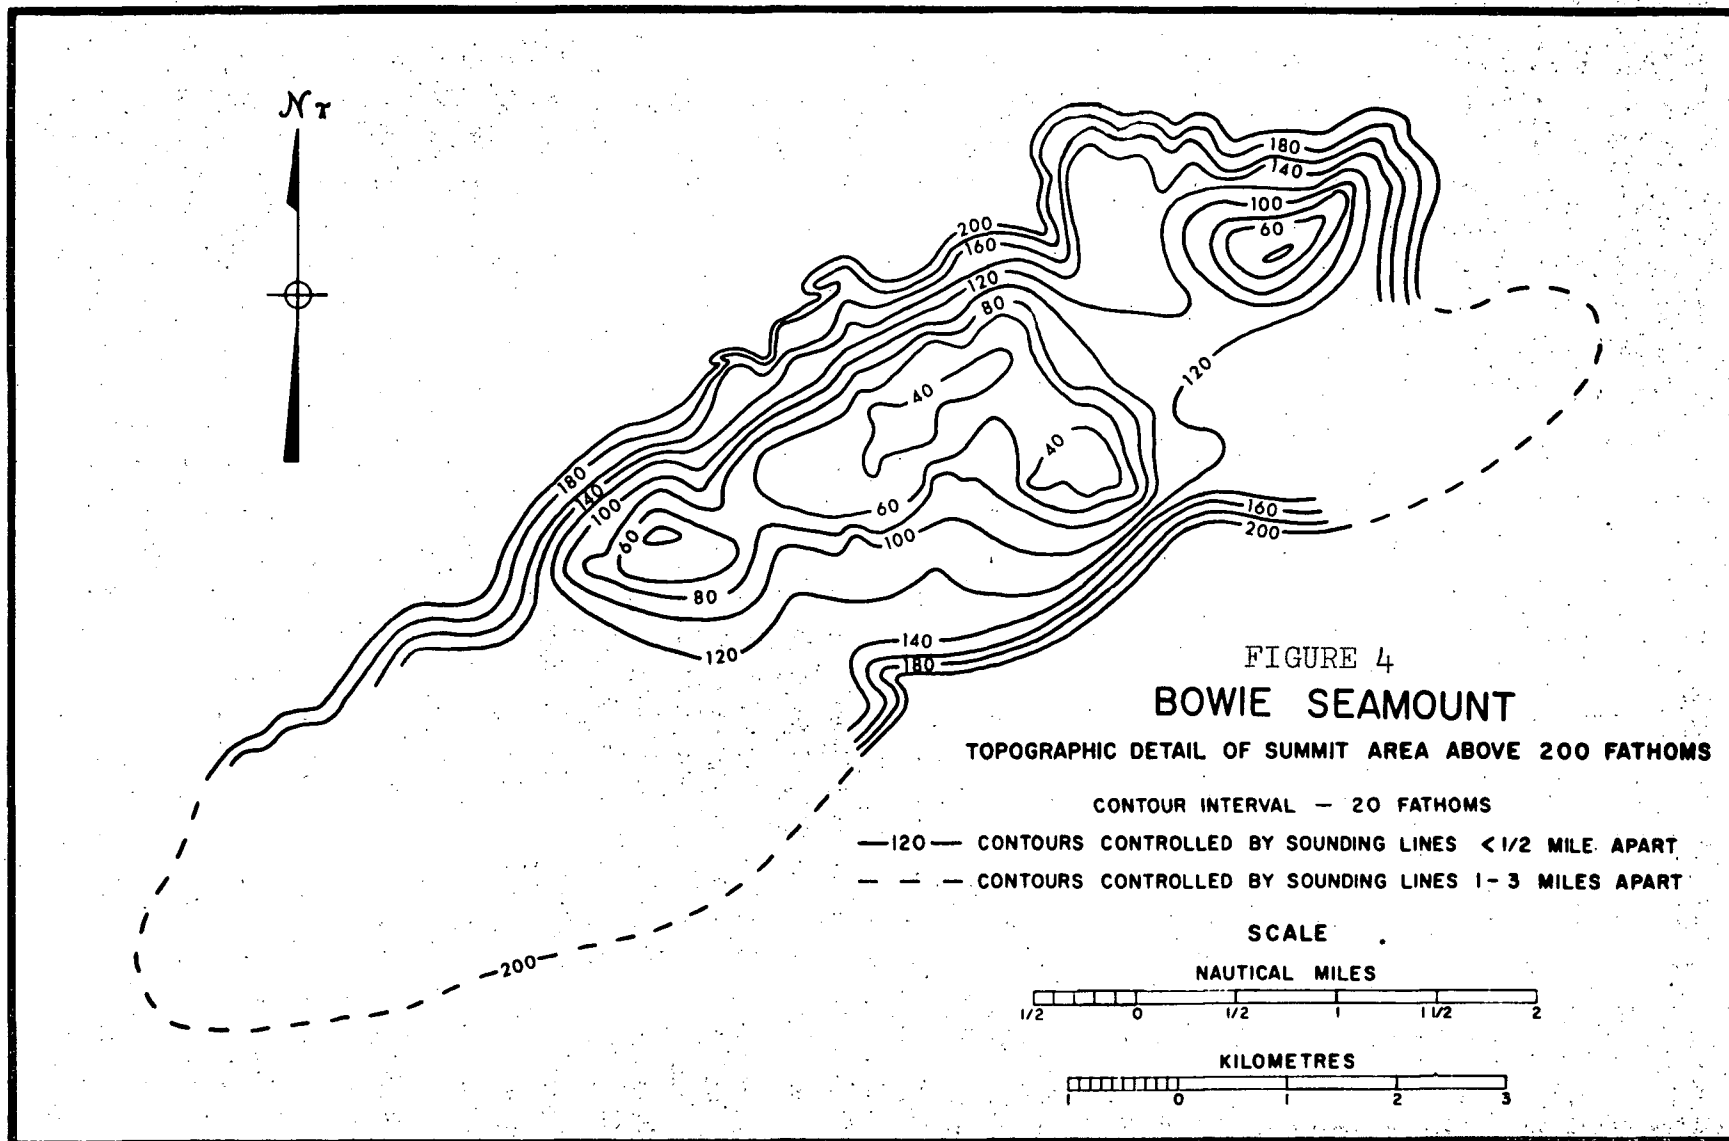 NT
180
140
100
60
200
160
120
80
120
40
40
180
140
100
60
60
100
160
200
80
120
140
180
200
FIGURE 4
BOWIE SEAMOUNT
TOPOGRAPHIC DETAIL OF SUMMIT AREA ABOVE 200 FATHOMS
CONTOUR INTERVAL — 20 FATHOMS
—120— CONTOURS CONTROLLED BY SOUNDING LINES <1/2 MILE APART
— — — CONTOURS CONTROLLED BY SOUNDING LINES 1-3 MILES APART
SCALE
NAUTICAL MILES
1/2 0 1/2 1 1 1/2 2
KILOMETRES
1 0 1 2 3